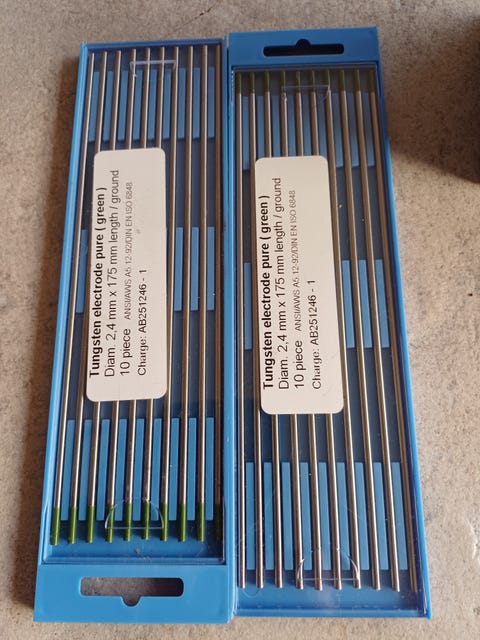 Tungsten electrode pure ( green )
Diam. 2,4 mm x 175 mm length / ground
10 piece ANSI/AWS A5.12-92/DIN EN ISO 6848
Charge: AB251246 - 1
Tungsten electrode pure ( green )
Diam. 2,4 mm x 175 mm length / ground
10 piece ANSI/AWS A5.12-92/DIN EN ISO 6848
Charge: AB251246 - 1